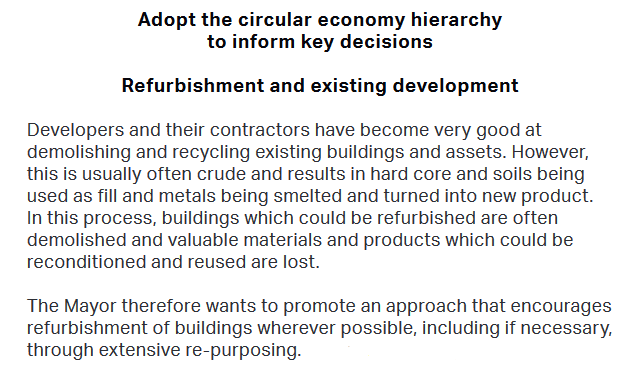 Adopt the circular economy hierarchy
to inform key decisions
Refurbishment and existing development
Developers and their contractors have become very good at
demolishing and recycling existing buildings and assets. However,
this is usually often crude and results in hard core and soils being
used as fill and metals being smelted and turned into new product.
In this process, buildings which could be refurbished are often
demolished and valuable materials and products which could be
reconditioned and reused are lost.
The Mayor therefore wants to promote an approach that encourages
refurbishment of buildings wherever possible, including if necessary,
through extensive re-purposing.